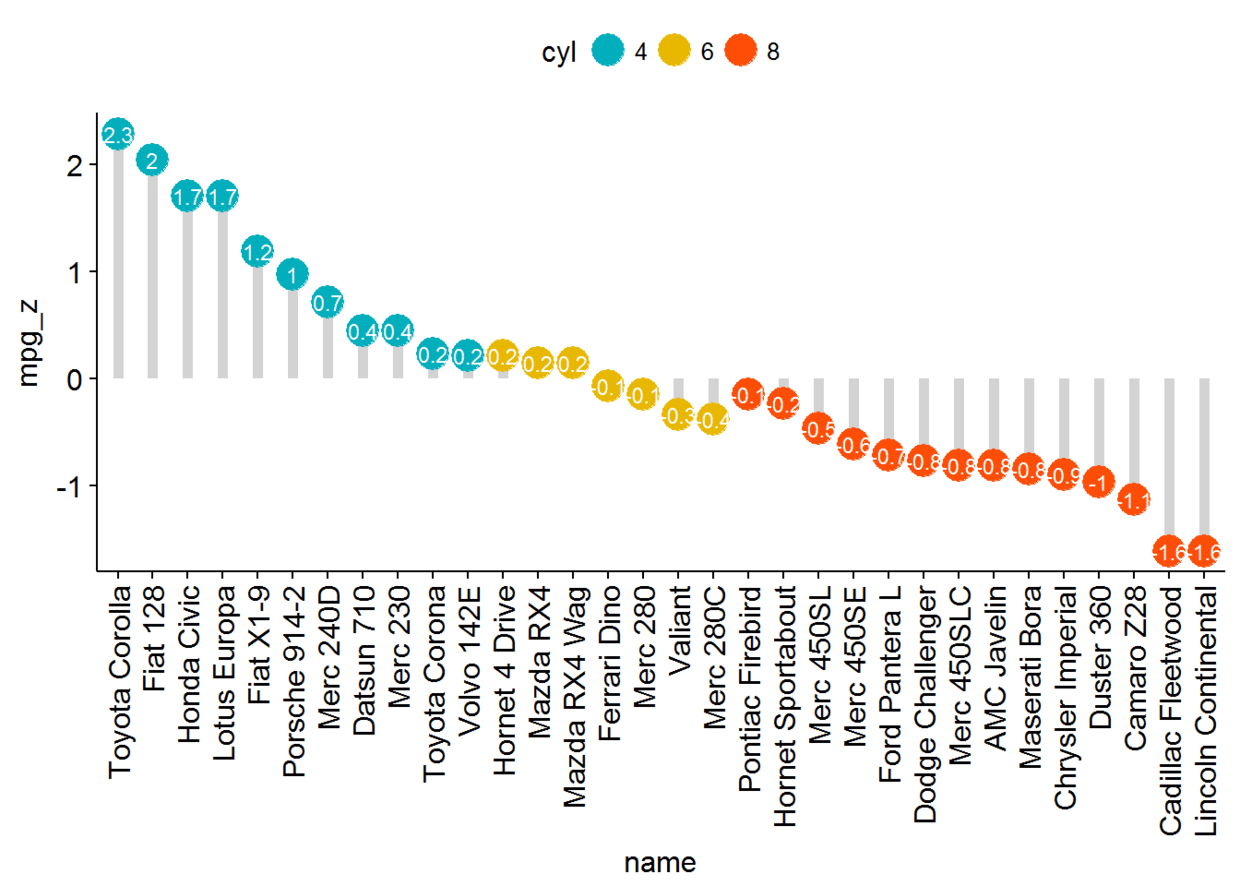 cyl 4 6 8
2.3 2 1.7 1.7 1.2 1 0.7 0.4 0.4 0.2 0.2 0.2 0.2 0.2 -0.1 -0.1 -0.3 -0.4 -0.1 -0.2 -0.5 -0.6 -0.7 -0.8 -0.8 -0.8 -0.8 -0.9 -1 -1.1 -1.6 -1.6
2
1
0
-1
mpg_z
Toyota Corolla
Fiat 128
Honda Civic
Lotus Europa
Fiat X1-9
Porsche 914-2
Merc 240D
Datsun 710
Merc 230
Toyota Corona
Volvo 142E
Hornet 4 Drive
Mazda RX4
Mazda RX4 Wag
Ferrari Dino
Merc 280
Valiant
Merc 280C
Pontiac Firebird
Hornet Sportabout
Merc 450SL
Merc 450SE
Ford Pantera L
Dodge Challenger
Merc 450SLC
AMC Javelin
Maserati Bora
Chrysler Imperial
Duster 360
Camaro Z28
Cadillac Fleetwood
Lincoln Continental
name